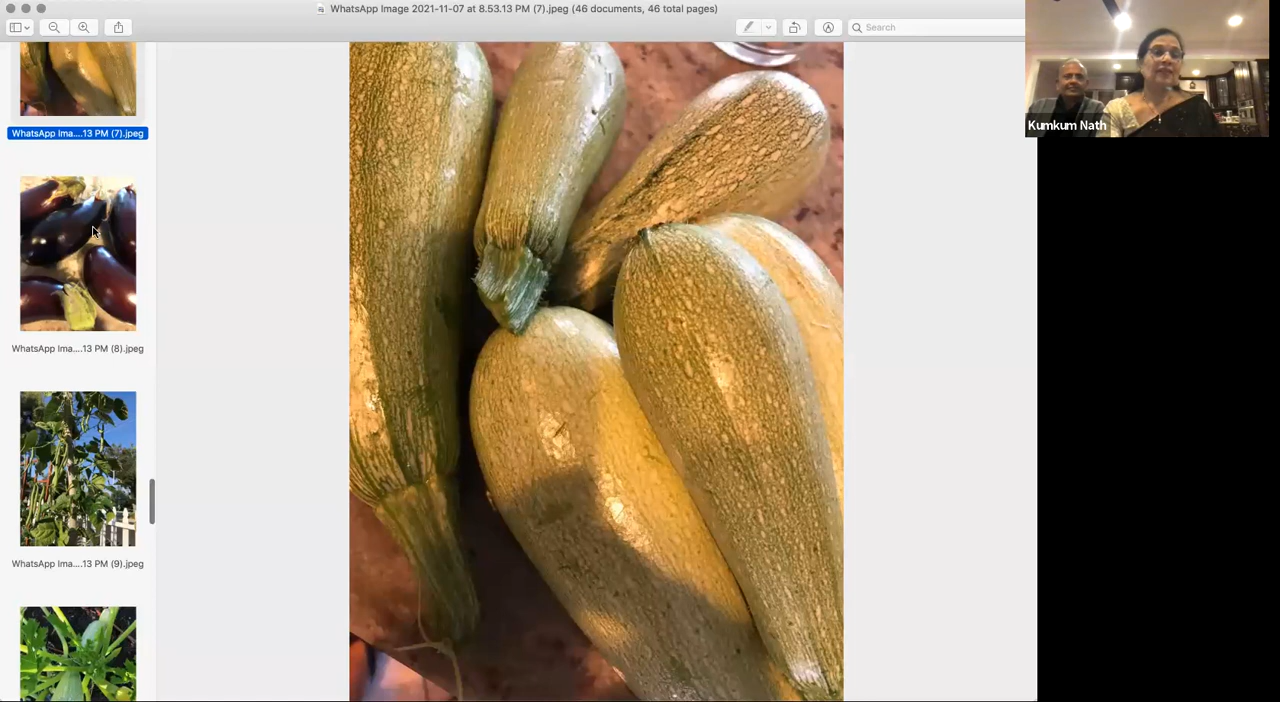 WhatsApp Image 2021-11-07 at 8.53.13 PM (7).jpeg (46 documents, 46 total pages)
Search
Kumkum Nath
WhatsApp Ima....13 PM (7).jpeg
WhatsApp Ima....13 PM (8).jpeg
WhatsApp Ima....13 PM (9).jpeg